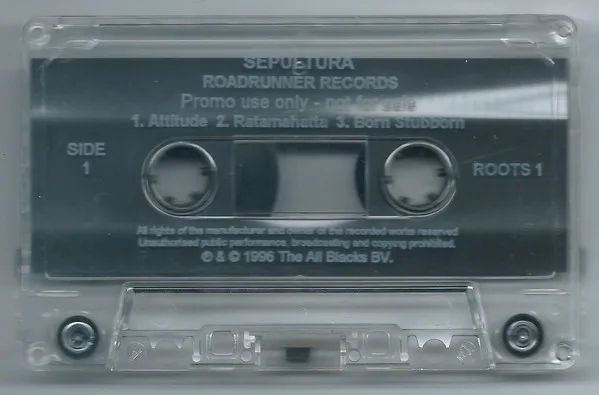 SEPULTURA
ROADRUNNER RECORDS
Promo use only - not for sale
1. Attitude 2. Ratamahatta 3. Born Stubborn
SIDE
1
ROOTS 1
All rights of the manufacturer and owner of the recorded works reserved
Unauthorised public performance, broadcasting and copying prohibited.
℗ & © 1996 The All Blacks BV.